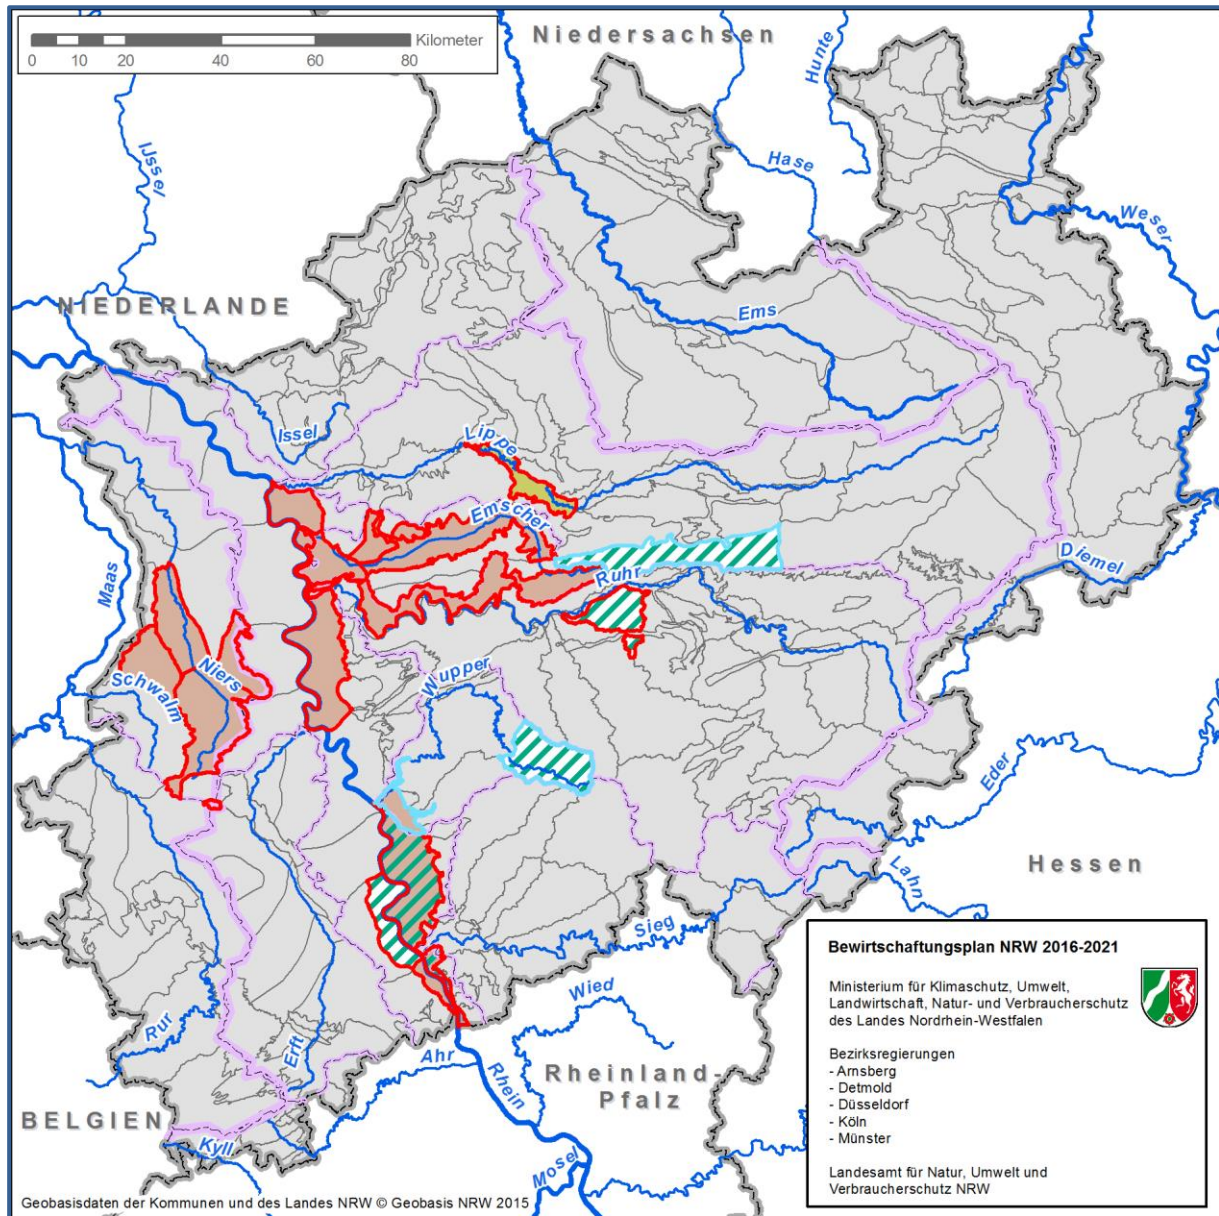 Niedersachsen
Kilometer
0 10 20 40 60 80
Hunte
IJssel
Hase
Weser
NIEDERLANDE
Ems
Issel
Lippe
Emscher
Maas
Ruhr
Diemel
Niers
Schwalm
Wupper
Eder
Hessen
Lahn
Sieg
Wied
Rur
Erft
Ahr
Rhein
Rheinland-
Pfalz
BELGIEN
Kyll
Mosel
Bewirtschaftungsplan NRW 2016-2021
Ministerium für Klimaschutz, Umwelt,
Landwirtschaft, Natur- und Verbraucherschutz
des Landes Nordrhein-Westfalen
Bezirksregierungen
- Arnsberg
- Detmold
- Düsseldorf
- Köln
- Münster
Landesamt für Natur, Umwelt und
Verbraucherschutz NRW
Geobasisdaten der Kommunen und des Landes NRW © Geobasis NRW 2015